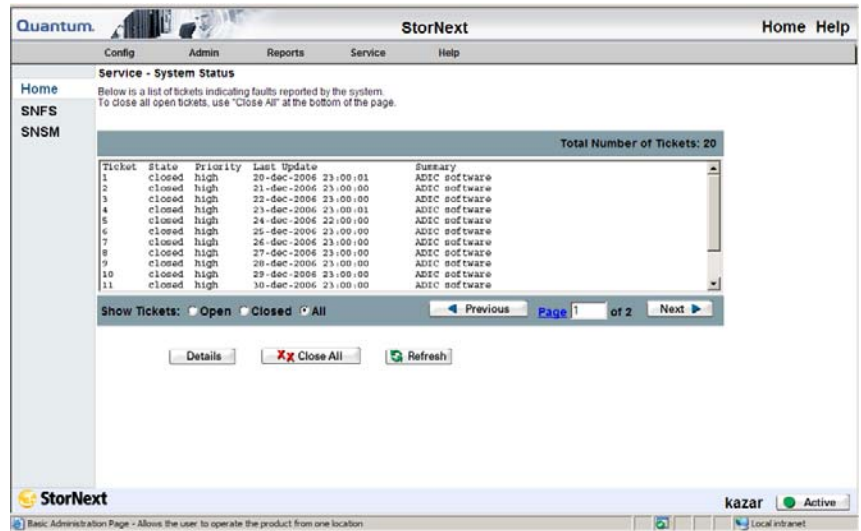 Quantum. StorNext Home Help
Config Admin Reports Service Help
Service - System Status
Home
SNFS
SNSM
Below is a list of tickets indicating faults reported by the system.
To close all open tickets, use "Close All" at the bottom of the page.
Total Number of Tickets: 20
Ticket State Priority Last Update Summary
1 closed high 20-dec-2006 23:00:01 ADIC software
2 closed high 21-dec-2006 23:00:00 ADIC software
3 closed high 22-dec-2006 23:00:00 ADIC software
4 closed high 23-dec-2006 23:00:01 ADIC software
5 closed high 24-dec-2006 22:00:00 ADIC software
6 closed high 25-dec-2006 23:00:00 ADIC software
7 closed high 26-dec-2006 23:00:00 ADIC software
8 closed high 27-dec-2006 23:00:00 ADIC software
9 closed high 28-dec-2006 23:00:00 ADIC software
10 closed high 29-dec-2006 23:00:00 ADIC software
11 closed high 30-dec-2006 23:00:00 ADIC software
Show Tickets: Open Closed All Previous Page 1 of 2 Next
Details Close All Refresh
StorNext kazar Active
Basic Administration Page - Allows the user to operate the product from one location Local intranet